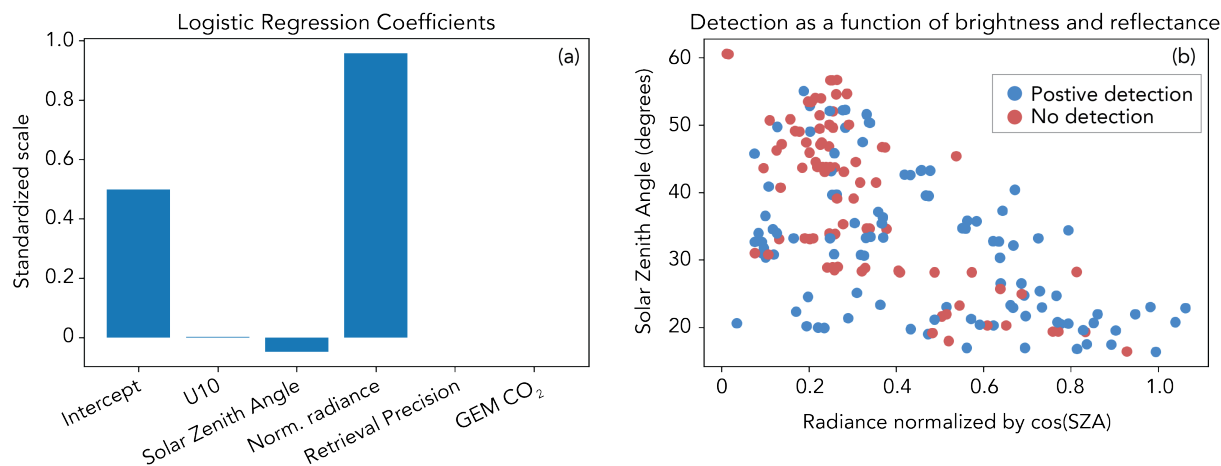 Logistic Regression Coefficients
(a)
Standardized scale
1.0
0.8
0.6
0.4
0.2
0
Intercept
U10
Solar Zenith Angle
Norm. radiance
Retrieval Precision
GEM CO₂
Detection as a function of brightness and reflectance
(b)
Postive detection
No detection
Solar Zenith Angle (degrees)
60
50
40
30
20
0 0.2 0.4 0.6 0.8 1.0
Radiance normalized by cos(SZA)